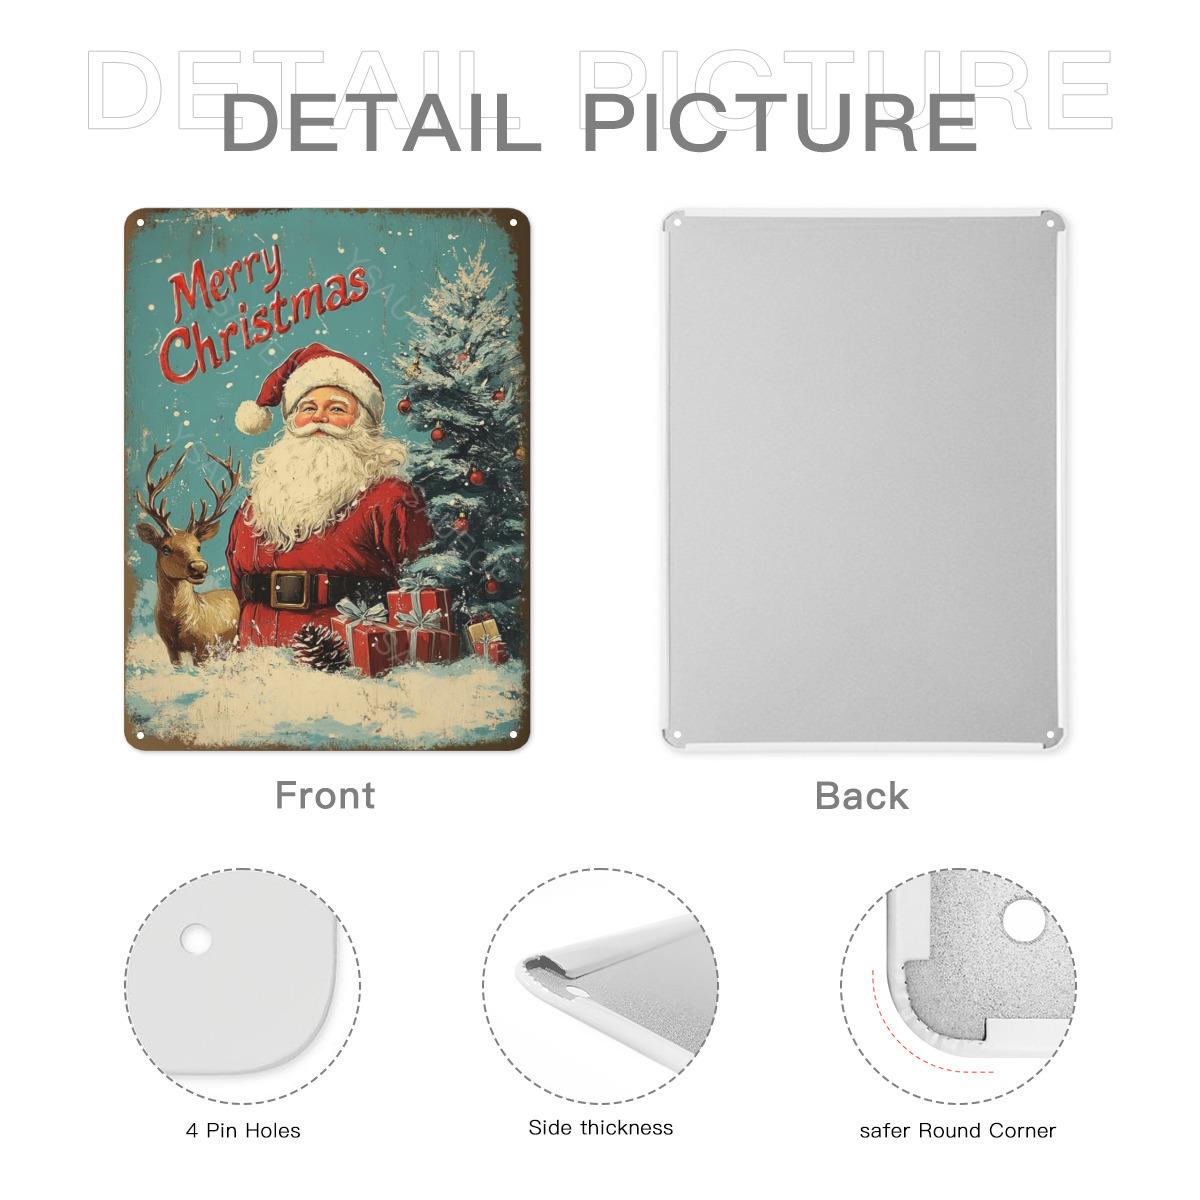 DETAIL PICTURE
DETAIL PICTURE
Merry
Christmas
Front
Back
4 Pin Holes
Side thickness
safer Round Corner